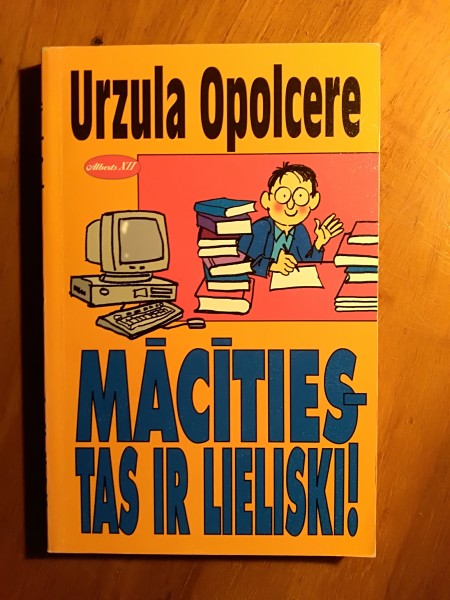 Urzula Opolcere
Alberts XII
MĀCĪTIES-
TAS IR LIELISKI!